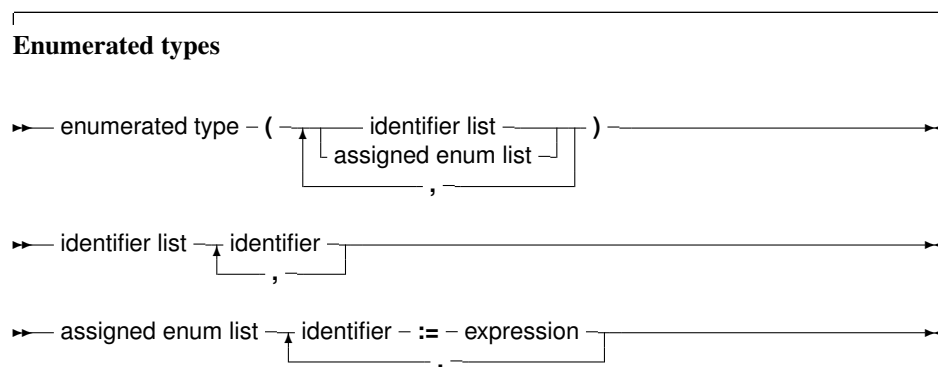 Enumerated types
enumerated type ( identifier list )
assigned enum list
,
identifier list identifier
,
assigned enum list identifier := expression
,